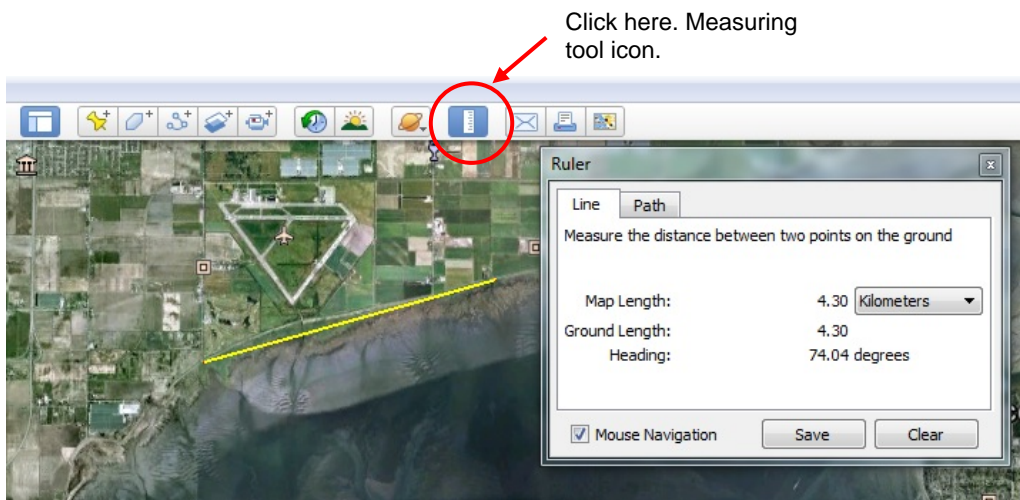 Click here. Measuring
tool icon.
Ruler
Line Path
Measure the distance between two points on the ground
Map Length: 4.30 Kilometers
Ground Length: 4.30
Heading: 74.04 degrees
Mouse Navigation Save Clear